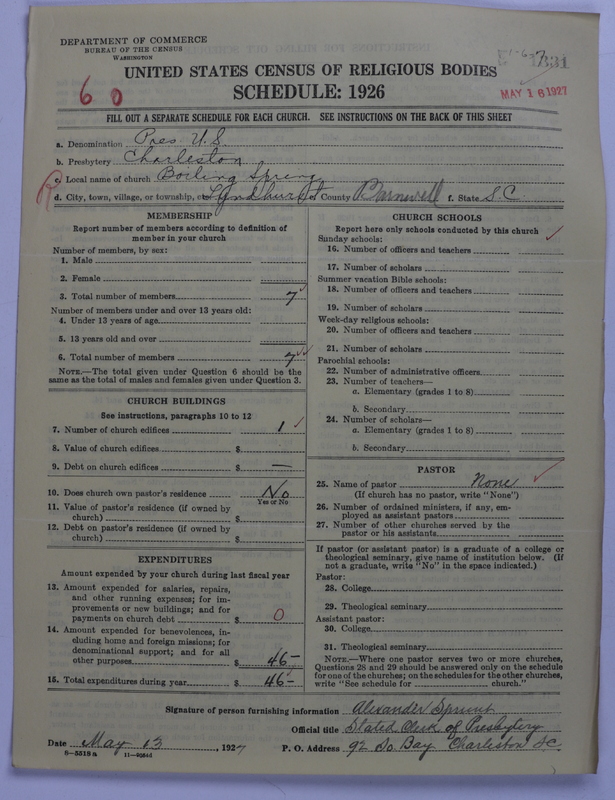 DEPARTMENT OF COMMERCE
BUREAU OF THE CENSUS
WASHINGTON
UNITED STATES CENSUS OF RELIGIOUS BODIES
SCHEDULE: 1926
60
MAY 16 1927
FILL OUT A SEPARATE SCHEDULE FOR EACH CHURCH. SEE INSTRUCTIONS ON THE BACK OF THIS SHEET
a. Denomination Pres U.S.
b. Presbytery Charleston
c. Local name of church Boiling Spring
d. City, town, village, or township, Lyndhurst County Barnwell f. State S.C.
MEMBERSHIP
Report number of members according to definition of
member in your church
Number of members, by sex:
1. Male
2. Female
3. Total number of members 7
Number of members under and over 13 years old:
4. Under 13 years of age
5. 13 years old and over
6. Total number of members 7
NOTE.—The total given under Question 6 should be
same as the total of males and females given under Question 3.
CHURCH BUILDINGS
See instructions, paragraphs 10 to 12
7. Number of church edifices 1
8. Value of church edifices $
9. Debt on church edifices $ —
10. Does church own pastor's residence No
Yes or No
11. Value of pastor's residence (if owned by
church) $
12. Debt on pastor's residence (if owned by
church) $
EXPENDITURES
Amount expended by your church during last fiscal year
13. Amount expended for salaries, repairs,
and other running expenses; for im-
provements or new buildings; and for
payments on church debt $ 0
14. Amount expended for benevolences, in-
cluding home and foreign missions; for
denominational support; and for all
other purposes $ 46—
15. Total expenditures during year $ 46—
CHURCH SCHOOLS
Report here only schools conducted by this church
Sunday schools:
16. Number of officers and teachers
17. Number of scholars
Summer vacation Bible schools:
18. Number of officers and teachers
19. Number of scholars
Week-day religious schools:
20. Number of officers and teachers
21. Number of scholars
Parochial schools:
22. Number of administrative officers
23. Number of teachers—
a. Elementary (grades 1 to 8)
b. Secondary
24. Number of scholars—
a. Elementary (grades 1 to 8)
b. Secondary
PASTOR
25. Name of pastor None
(If church has no pastor, write "None")
26. Number of ordained ministers, if any, em-
ployed as assistant pastors
27. Number of other churches served by the
pastor or his assistants
If pastor (or assistant pastor) is a graduate of a college or
theological seminary, give name of institution below. (If
not a graduate, write "No" in the space indicated.)
Pastor:
28. College
29. Theological seminary
Assistant pastor:
30. College
31. Theological seminary
NOTE.—Where one pastor serves two or more churches,
Questions 28 and 29 should be answered only on the schedule
for one of the churches; on the schedules for the other churches,
write "See schedule for church."
Signature of person furnishing information Alexander Sprunt
Official title Stated Clerk of Presbytery
Date May 13, 1927 P. O. Address 92 So. Bay Charleston S.C.
8-5518a